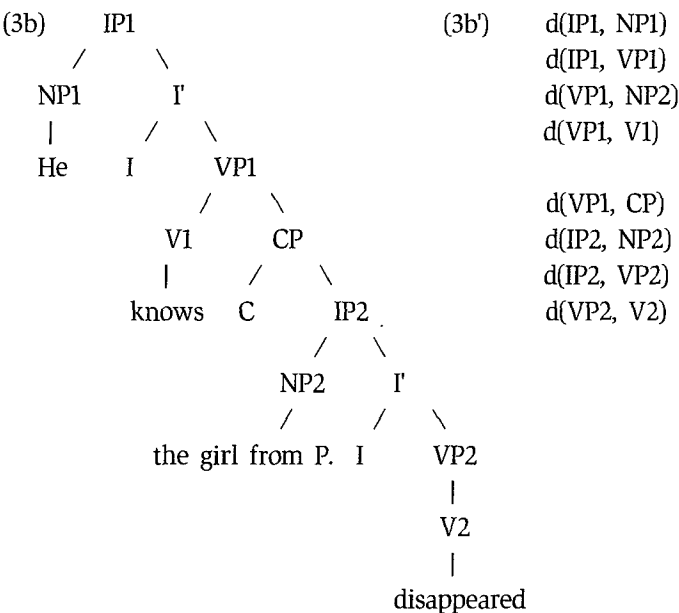 (3b) IP1 (3b') d(IP1, NP1)
d(IP1, VP1)
NP1 I' d(VP1, NP2)
d(VP1, V1)
He I VP1
d(VP1, CP)
V1 CP d(IP2, NP2)
d(IP2, VP2)
knows C IP2 d(VP2, V2)
NP2 I'
the girl from P. I VP2
V2
disappeared